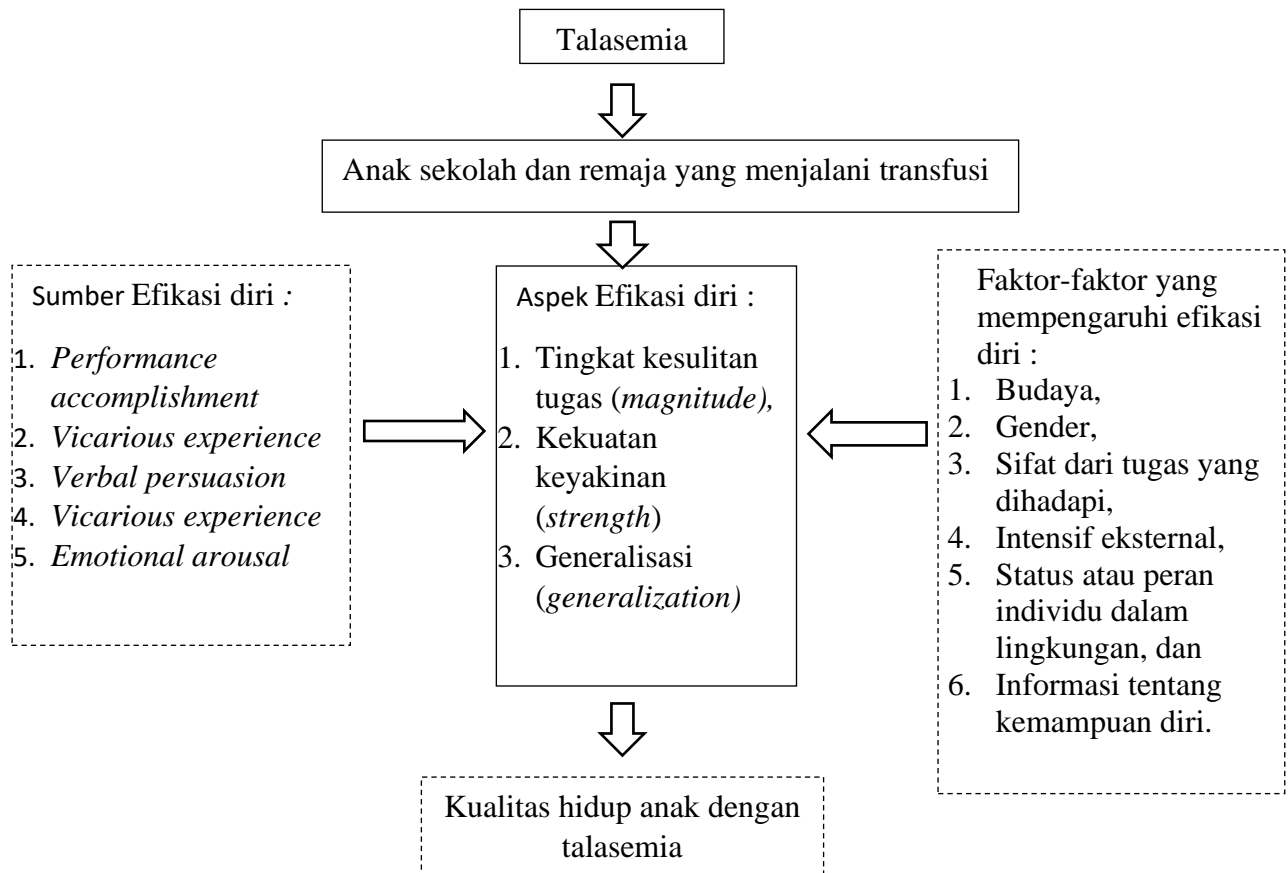 Talasemia
Anak sekolah dan remaja yang menjalani transfusi
Sumber Efikasi diri :
1. Performance
accomplishment
2. Vicarious experience
3. Verbal persuasion
4. Vicarious experience
5. Emotional arousal
Aspek Efikasi diri :
1. Tingkat kesulitan
tugas (magnitude),
2. Kekuatan
keyakinan
(strength)
3. Generalisasi
(generalization)
Faktor-faktor yang
mempengaruhi efikasi
diri :
1. Budaya,
2. Gender,
3. Sifat dari tugas yang
dihadapi,
4. Intensif eksternal,
5. Status atau peran
individu dalam
lingkungan, dan
6. Informasi tentang
kemampuan diri.
Kualitas hidup anak dengan
talasemia